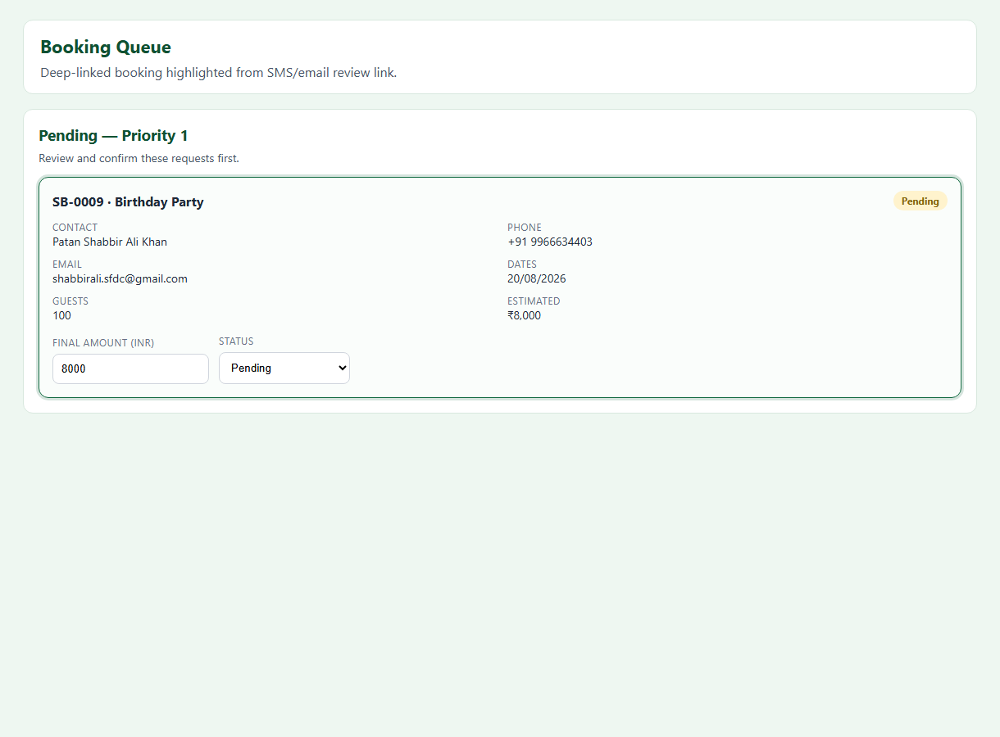 Booking Queue
Deep-linked booking highlighted from SMS/email review link.
Pending — Priority 1
Review and confirm these requests first.
SB-0009 · Birthday Party
Pending
CONTACT
Patan Shabbir Ali Khan
PHONE
+91 9966634403
EMAIL
shabbirali.sfdc@gmail.com
DATES
20/08/2026
GUESTS
100
ESTIMATED
₹8,000
FINAL AMOUNT (INR)
8000
STATUS
Pending